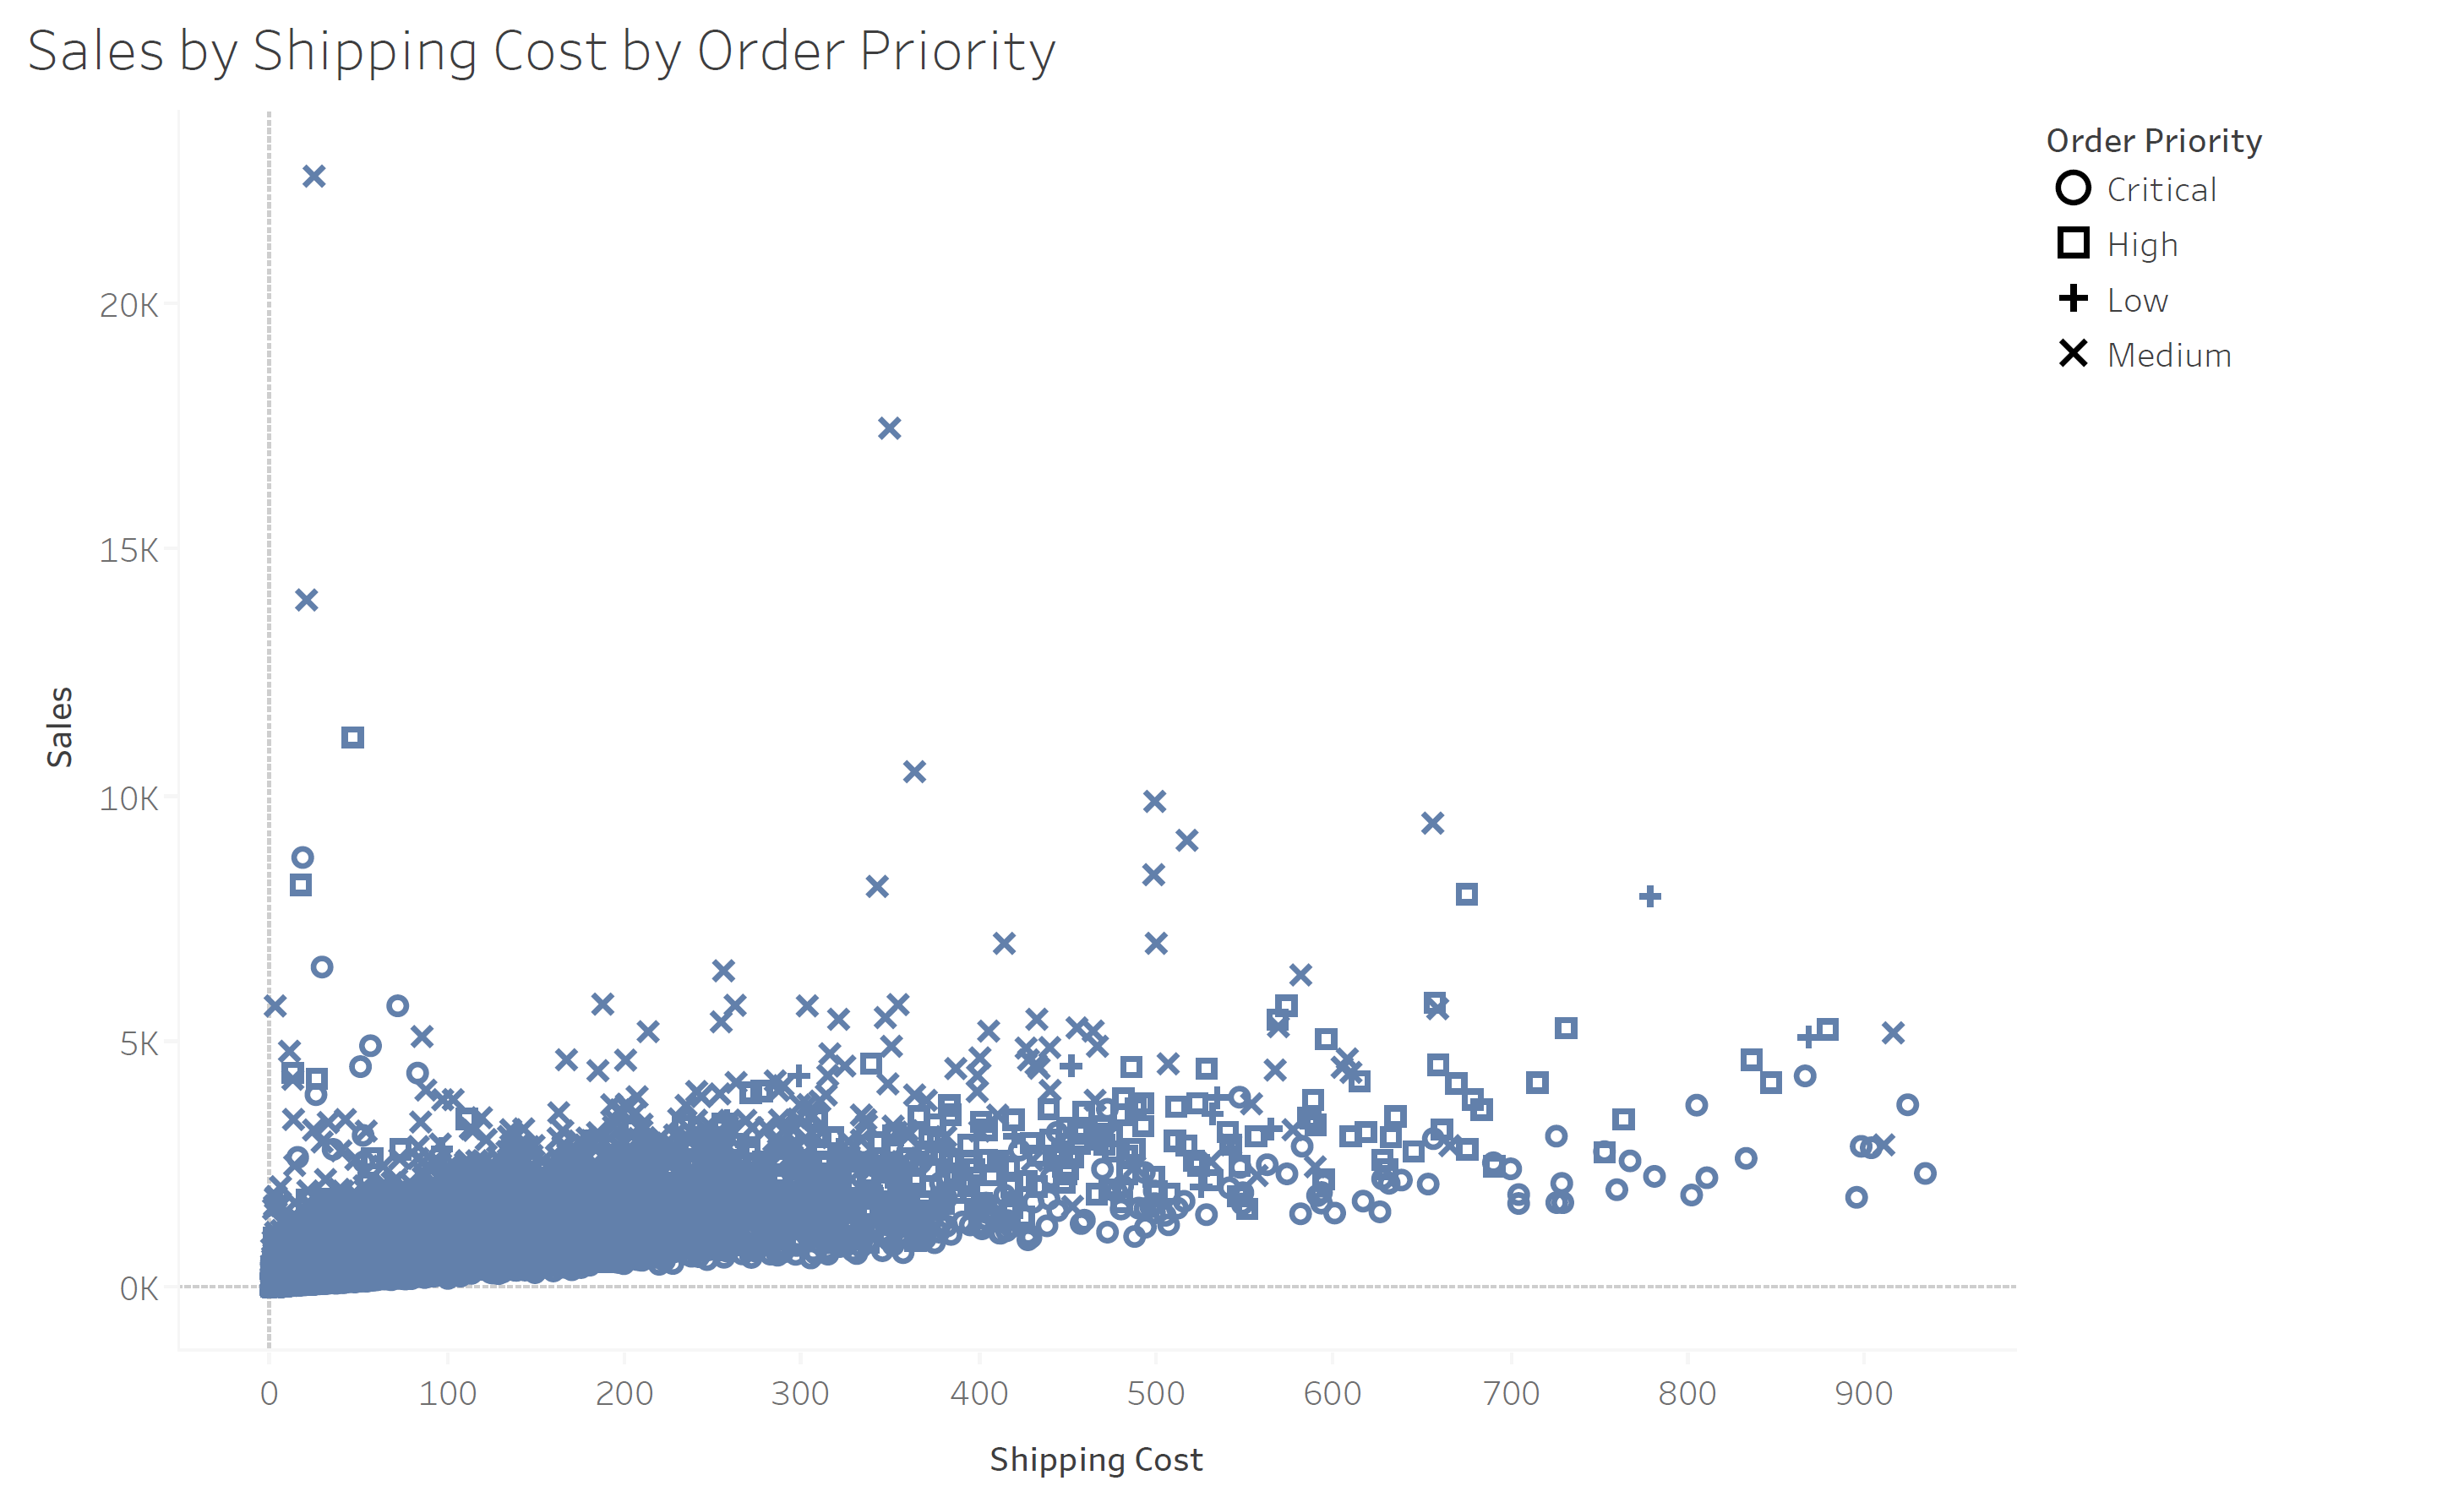 Sales by Shipping Cost by Order Priority
Order Priority
Critical
High
Low
Medium
20K
15K
10K
5K
0K
Sales
0 100 200 300 400 500 600 700 800 900
Shipping Cost